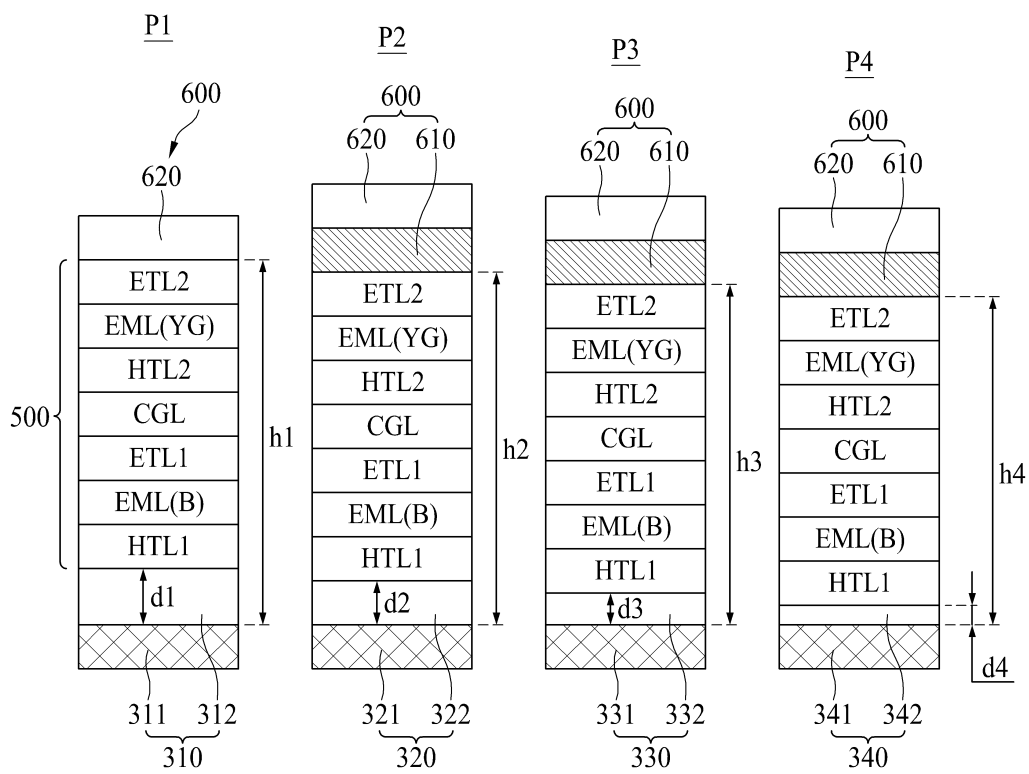 P1
P2
P3
P4
600
620
600
620
610
600
620
610
600
620
610
500
ETL2
EML(YG)
HTL2
CGL
ETL1
EML(B)
HTL1
h1
d1
ETL2
EML(YG)
HTL2
CGL
ETL1
EML(B)
HTL1
h2
d2
ETL2
EML(YG)
HTL2
CGL
ETL1
EML(B)
HTL1
h3
d3
ETL2
EML(YG)
HTL2
CGL
ETL1
EML(B)
HTL1
h4
d4
311 312
310
321 322
320
331 332
330
341 342
340